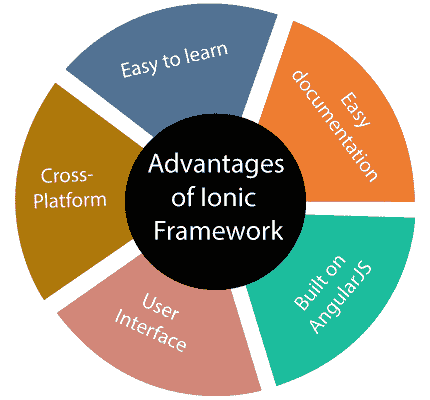 Advantages
of Ionic
Framework
Easy to learn
Easy
documentation
Built on
AngularJS
User
Interface
Cross-
Platform